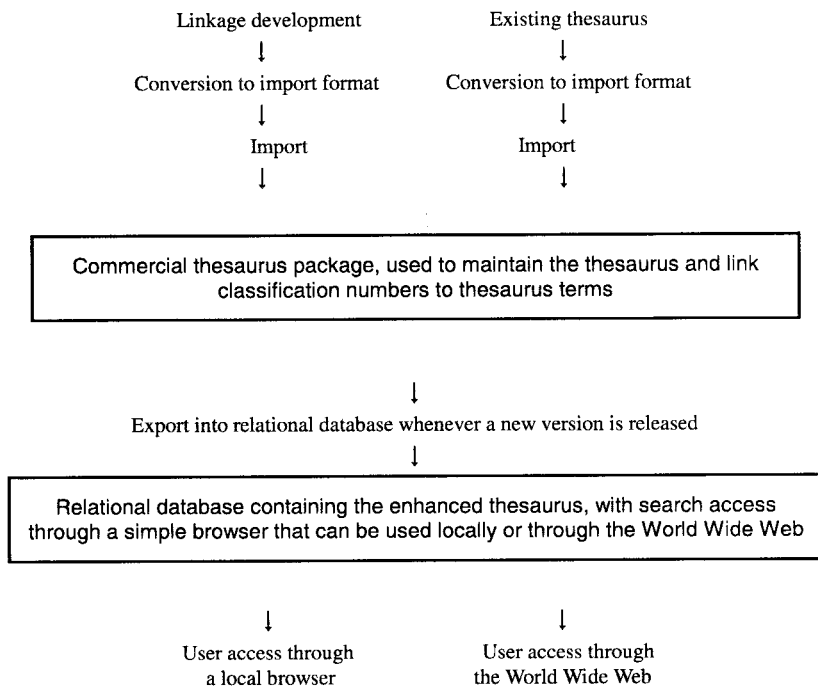 Linkage development
Existing thesaurus
↓ ↓
Conversion to import format
Conversion to import format
↓ ↓
Import
Import
↓ ↓
Commercial thesaurus package, used to maintain the thesaurus and link
classification numbers to thesaurus terms
↓
Export into relational database whenever a new version is released
↓
Relational database containing the enhanced thesaurus, with search access
through a simple browser that can be used locally or through the World Wide Web
↓ ↓
User access through
a local browser
User access through
the World Wide Web